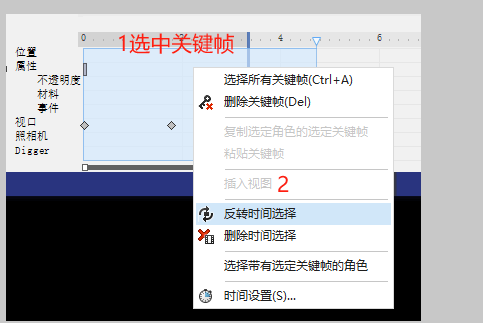 0 4 6
1选中关键帧
位置
属性
不透明度
材料
事件
视口
照相机
Digger
选择所有关键帧(Ctrl+A)
删除关键帧(Del)
复制选定角色的选定关键帧
粘贴关键帧
插入视图 2
反转时间选择
删除时间选择
选择带有选定关键帧的角色
时间设置(S)...